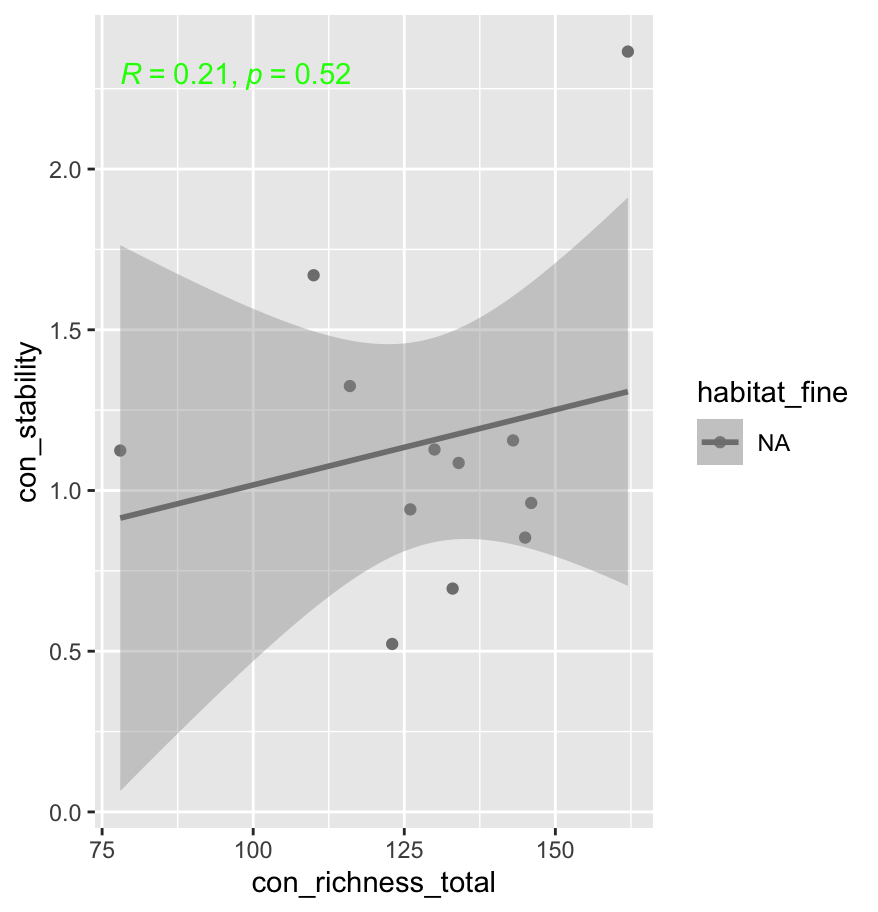 R = 0.21, p = 0.52
2.0
1.5
1.0
0.5
0.0
con_stability
75 100 125 150
con_richness_total
habitat_fine
NA